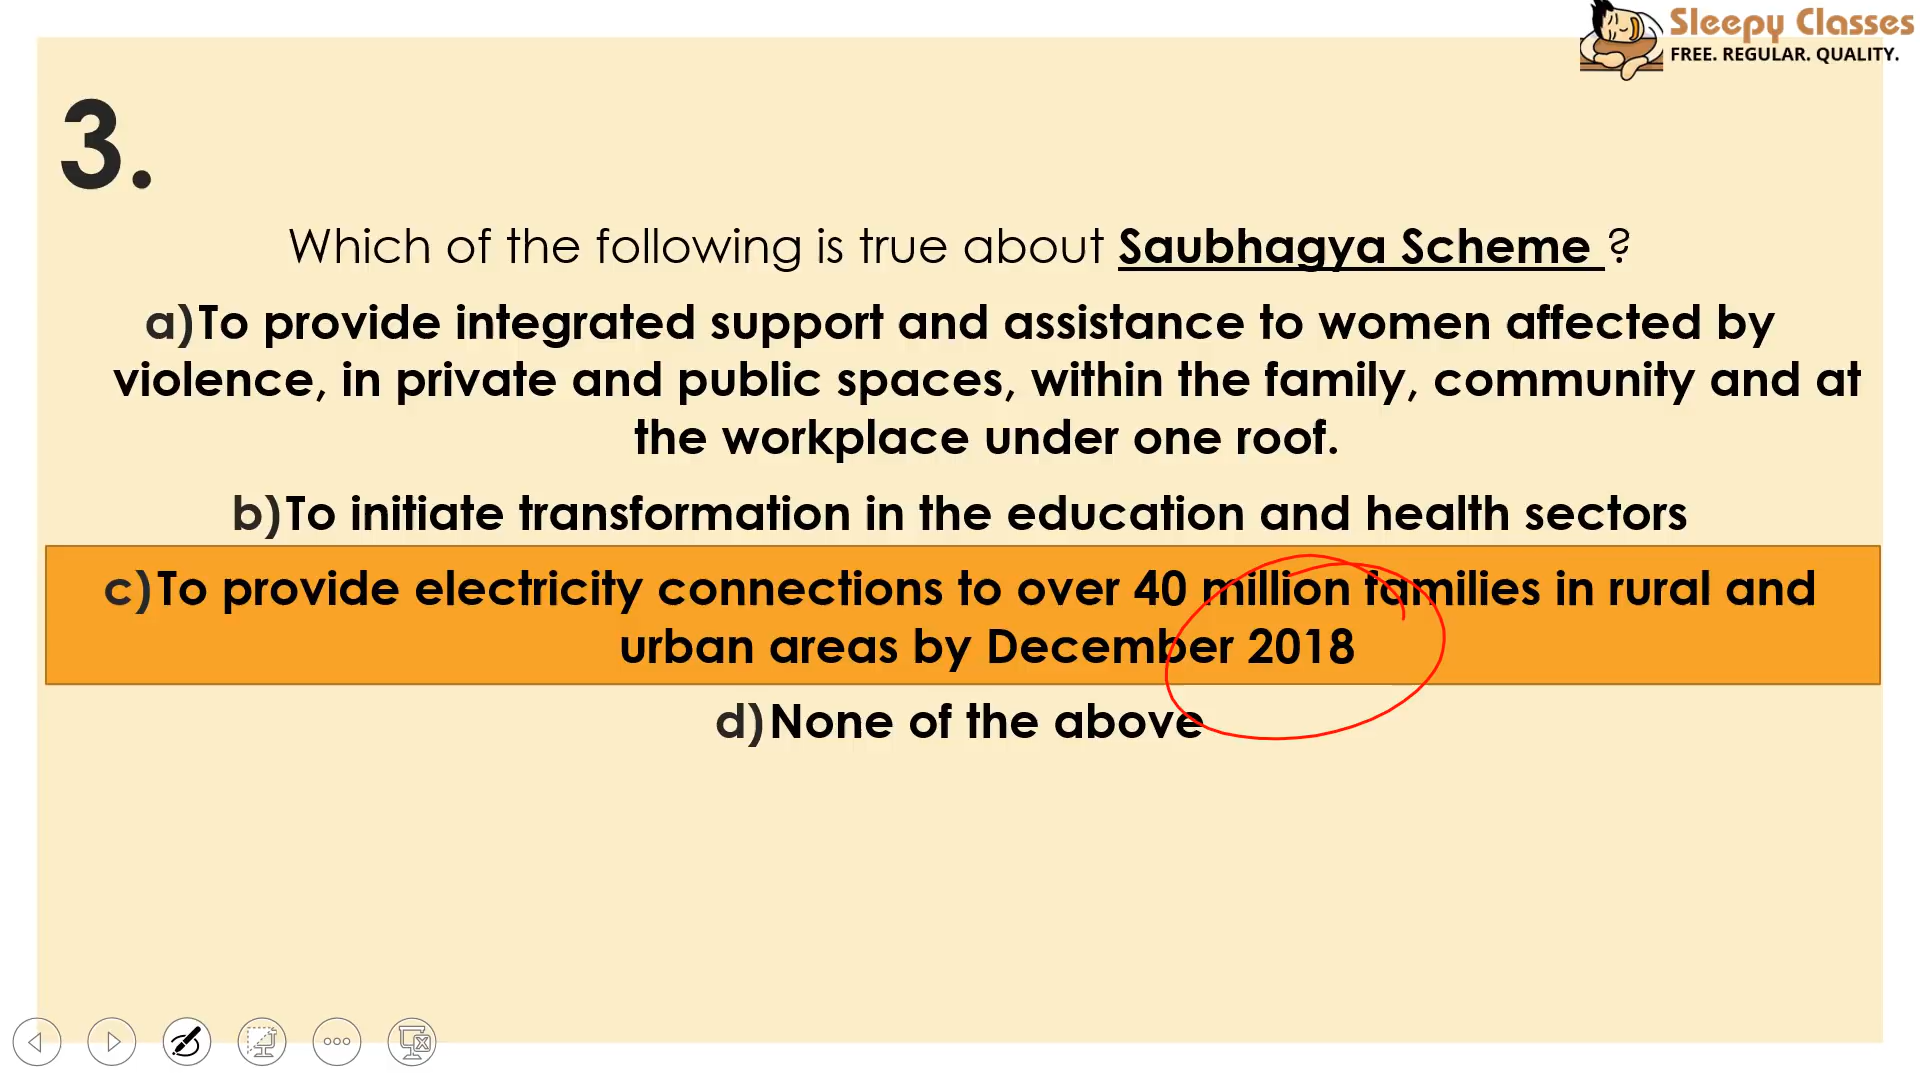 Sleepy Classes
FREE. REGULAR. QUALITY.
3.
Which of the following is true about Saubhagya Scheme ?
a)To provide integrated support and assistance to women affected by
violence, in private and public spaces, within the family, community and at
the workplace under one roof.
b)To initiate transformation in the education and health sectors
c)To provide electricity connections to over 40 million families in rural and
urban areas by December 2018
d)None of the above